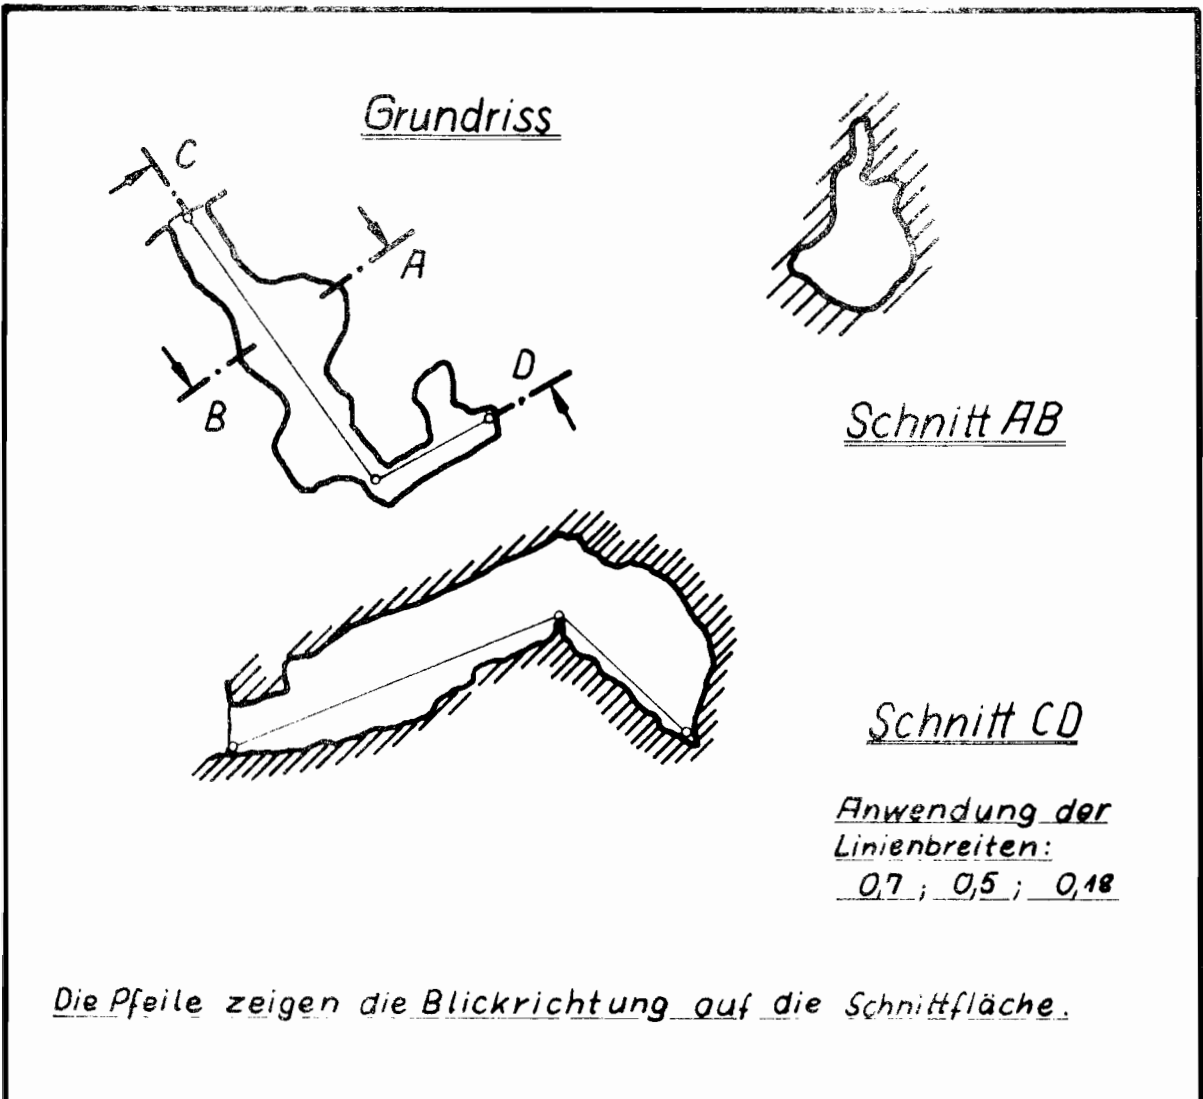 Grundriss
C
A
B
D
Schnitt AB
Schnitt CD
Anwendung der
Linienbreiten:
0,7 ; 0,5 ; 0,18
Die Pfeile zeigen die Blickrichtung auf die Schnittfläche.